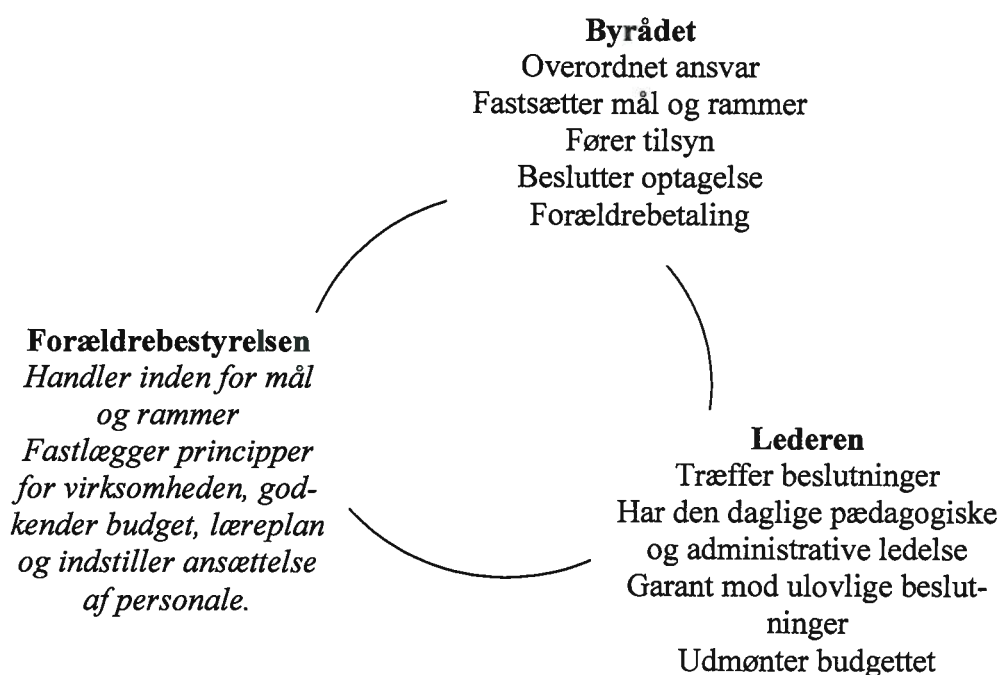 Byrådet
Overordnet ansvar
Fastsætter mål og rammer
Fører tilsyn
Beslutter optagelse
Forældrebetaling
Forældrebestyrelsen
Handler inden for mål
og rammer
Fastlægger principper
for virksomheden, god-
kender budget, læreplan
og indstiller ansættelse
af personale.
Lederen
Træffer beslutninger
Har den daglige pædagogiske
og administrative ledelse
Garant mod ulovlige beslut-
ninger
Udmønter budgettet